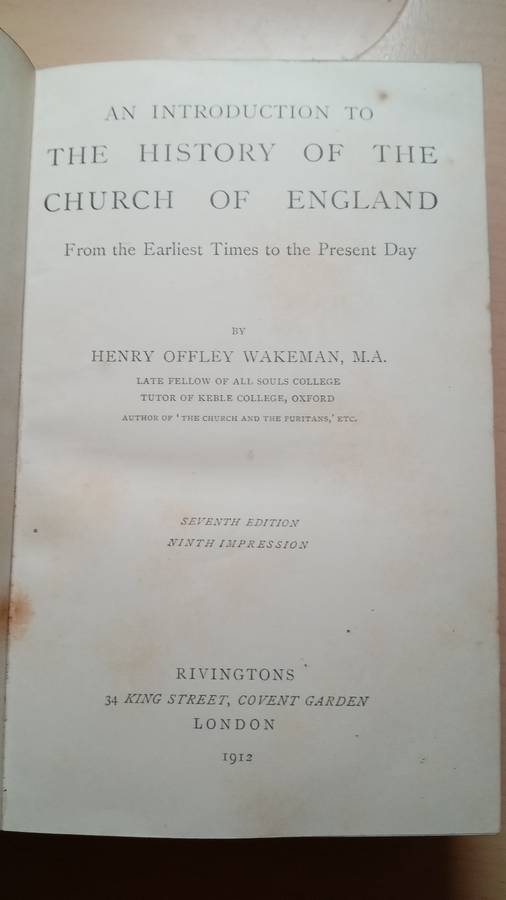 AN INTRODUCTION TO
THE HISTORY OF THE
CHURCH OF ENGLAND
From the Earliest Times to the Present Day
BY
HENRY OFFLEY WAKEMAN, M.A.
LATE FELLOW OF ALL SOULS COLLEGE
TUTOR OF KEBLE COLLEGE, OXFORD
AUTHOR OF 'THE CHURCH AND THE PURITANS,' ETC.
SEVENTH EDITION
NINTH IMPRESSION
RIVINGTONS
34 KING STREET, COVENT GARDEN
LONDON
1912